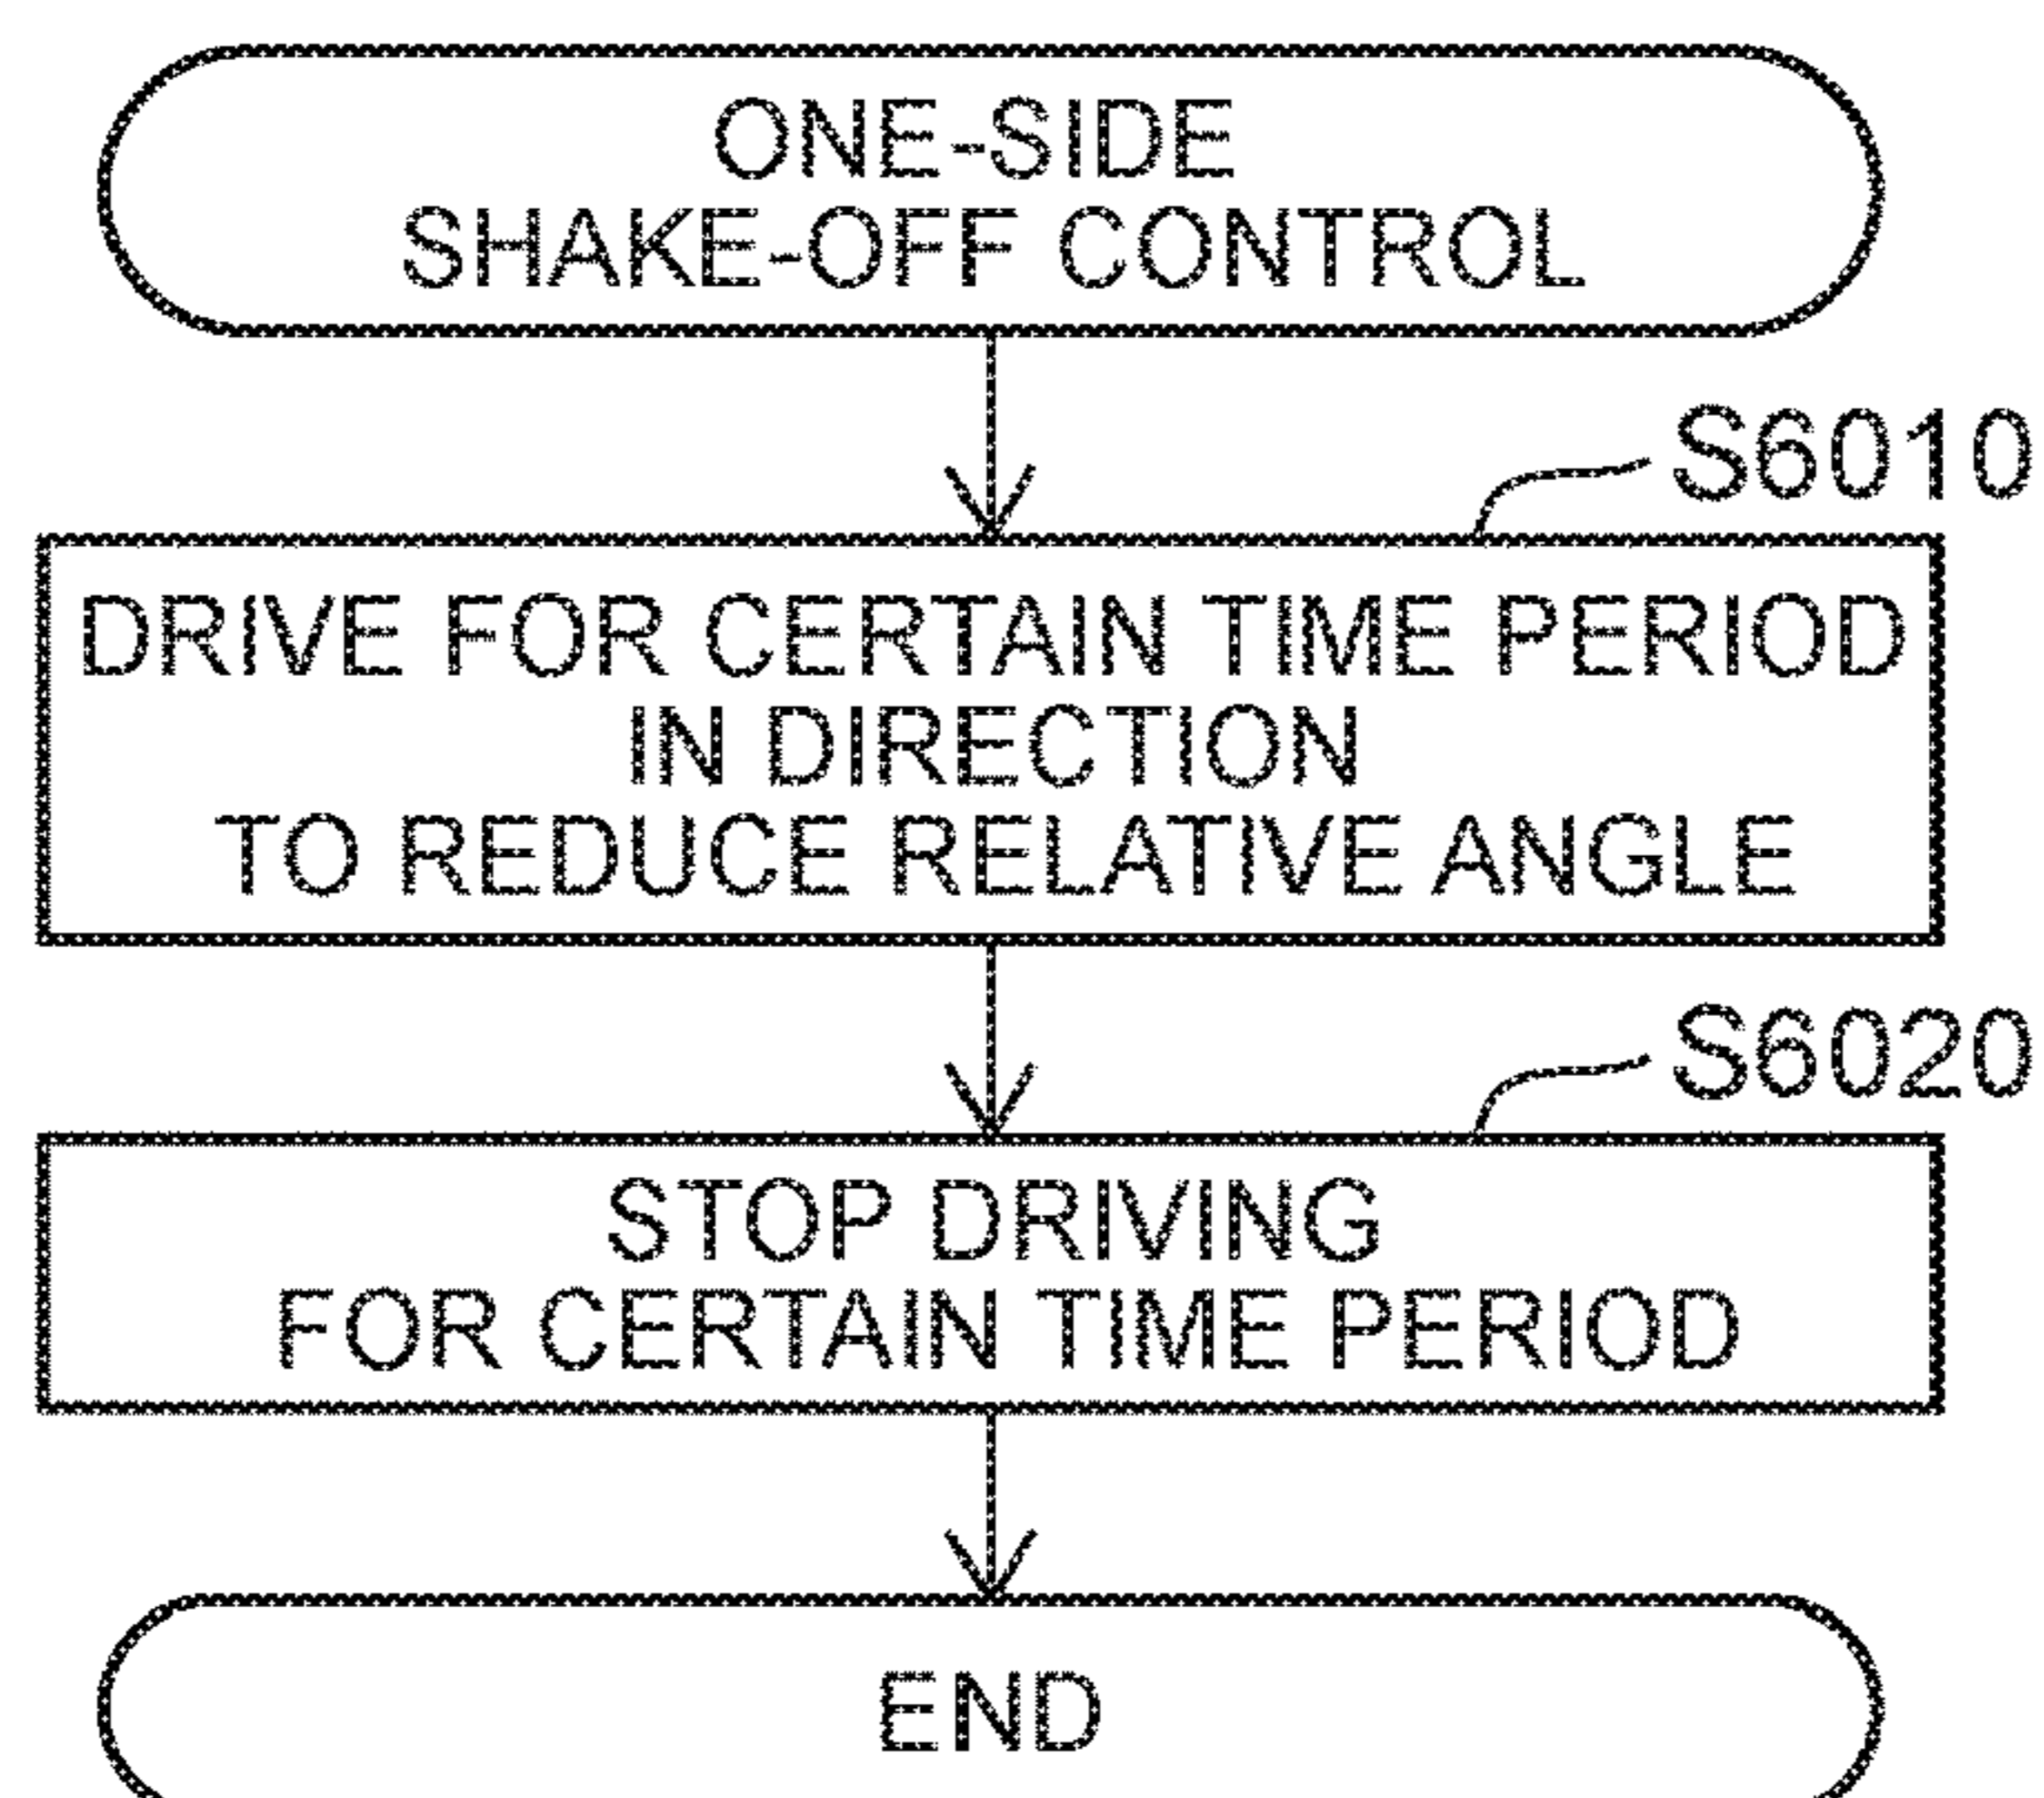 ONE-SIDE
SHAKE-OFF CONTROL
S6010
DRIVE FOR CERTAIN TIME PERIOD
IN DIRECTION
TO REDUCE RELATIVE ANGLE
S6020
STOP DRIVING
FOR CERTAIN TIME PERIOD
END